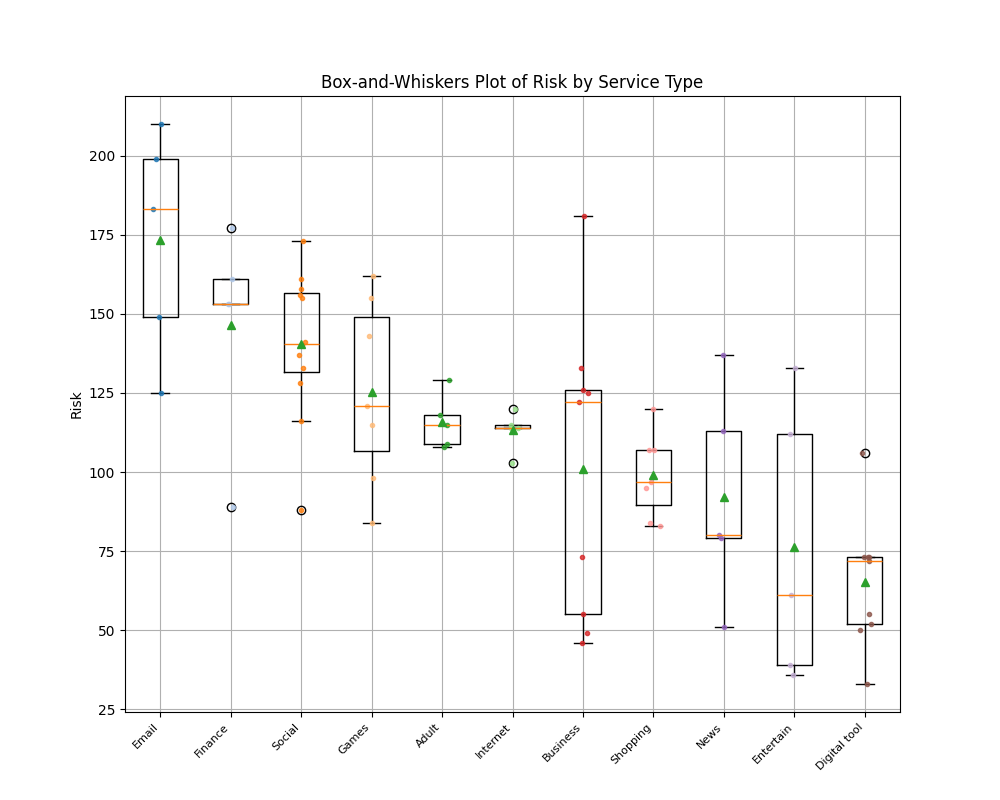 Box-and-Whiskers Plot of Risk by Service Type
Risk
200
175
150
125
100
75
50
25
Email
Finance
Social
Games
Adult
Internet
Business
Shopping
News
Entertain
Digital tool